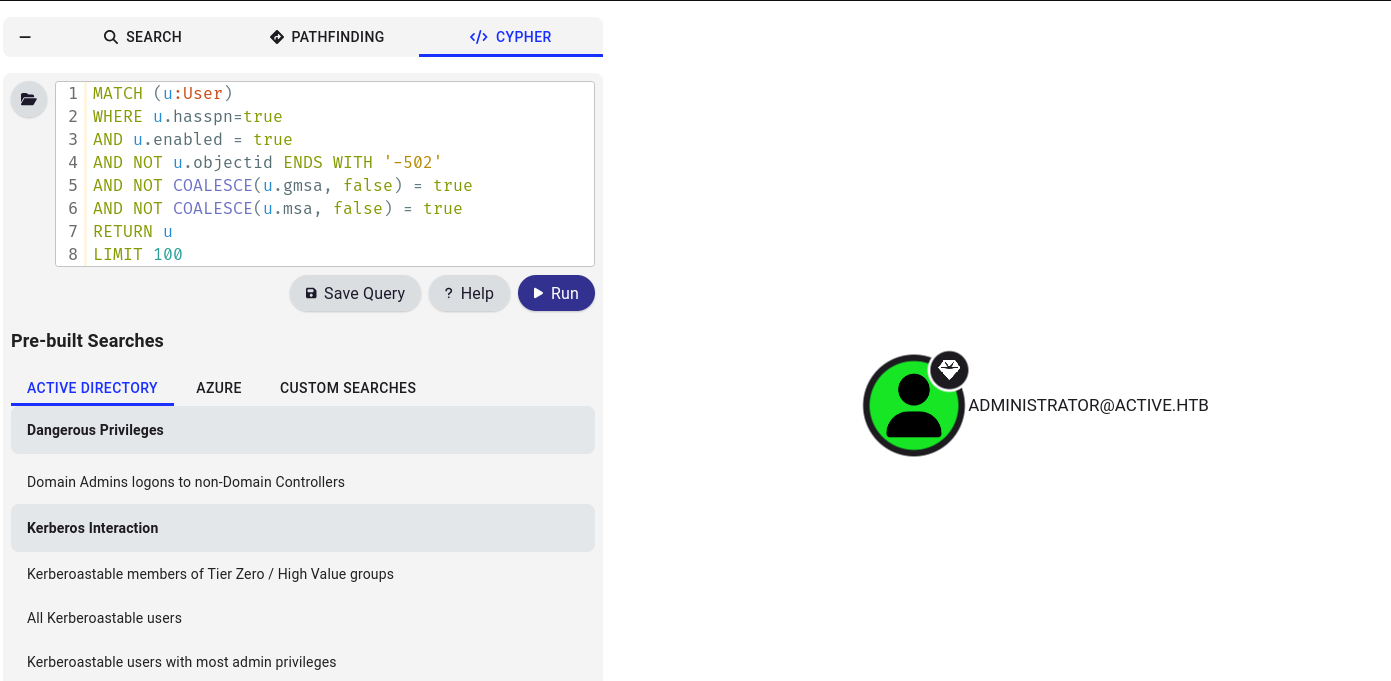 SEARCH PATHFINDING </> CYPHER
1 MATCH (u:User)
2 WHERE u.hasspn=true
3 AND u.enabled = true
4 AND NOT u.objectid ENDS WITH '-502'
5 AND NOT COALESCE(u.gmsa, false) = true
6 AND NOT COALESCE(u.msa, false) = true
7 RETURN u
8 LIMIT 100
Save Query ? Help Run
Pre-built Searches
ACTIVE DIRECTORY AZURE CUSTOM SEARCHES
Dangerous Privileges
Domain Admins logons to non-Domain Controllers
Kerberos Interaction
Kerberoastable members of Tier Zero / High Value groups
All Kerberoastable users
Kerberoastable users with most admin privileges
ADMINISTRATOR@ACTIVE.HTB